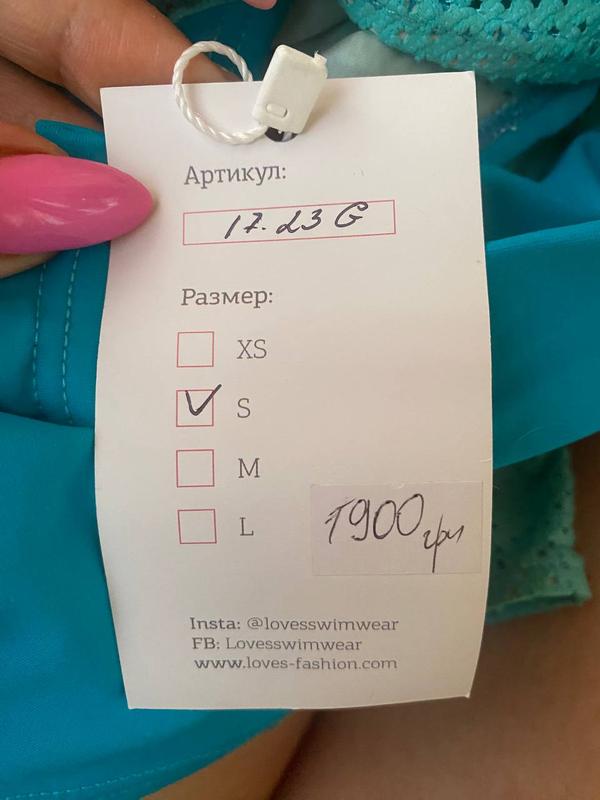 Артикул:
17.23 G
Размер:
XS
S
M
L
1900 грн
Insta: @lovesswimwear
FB: Lovesswimwear
www.loves-fashion.com